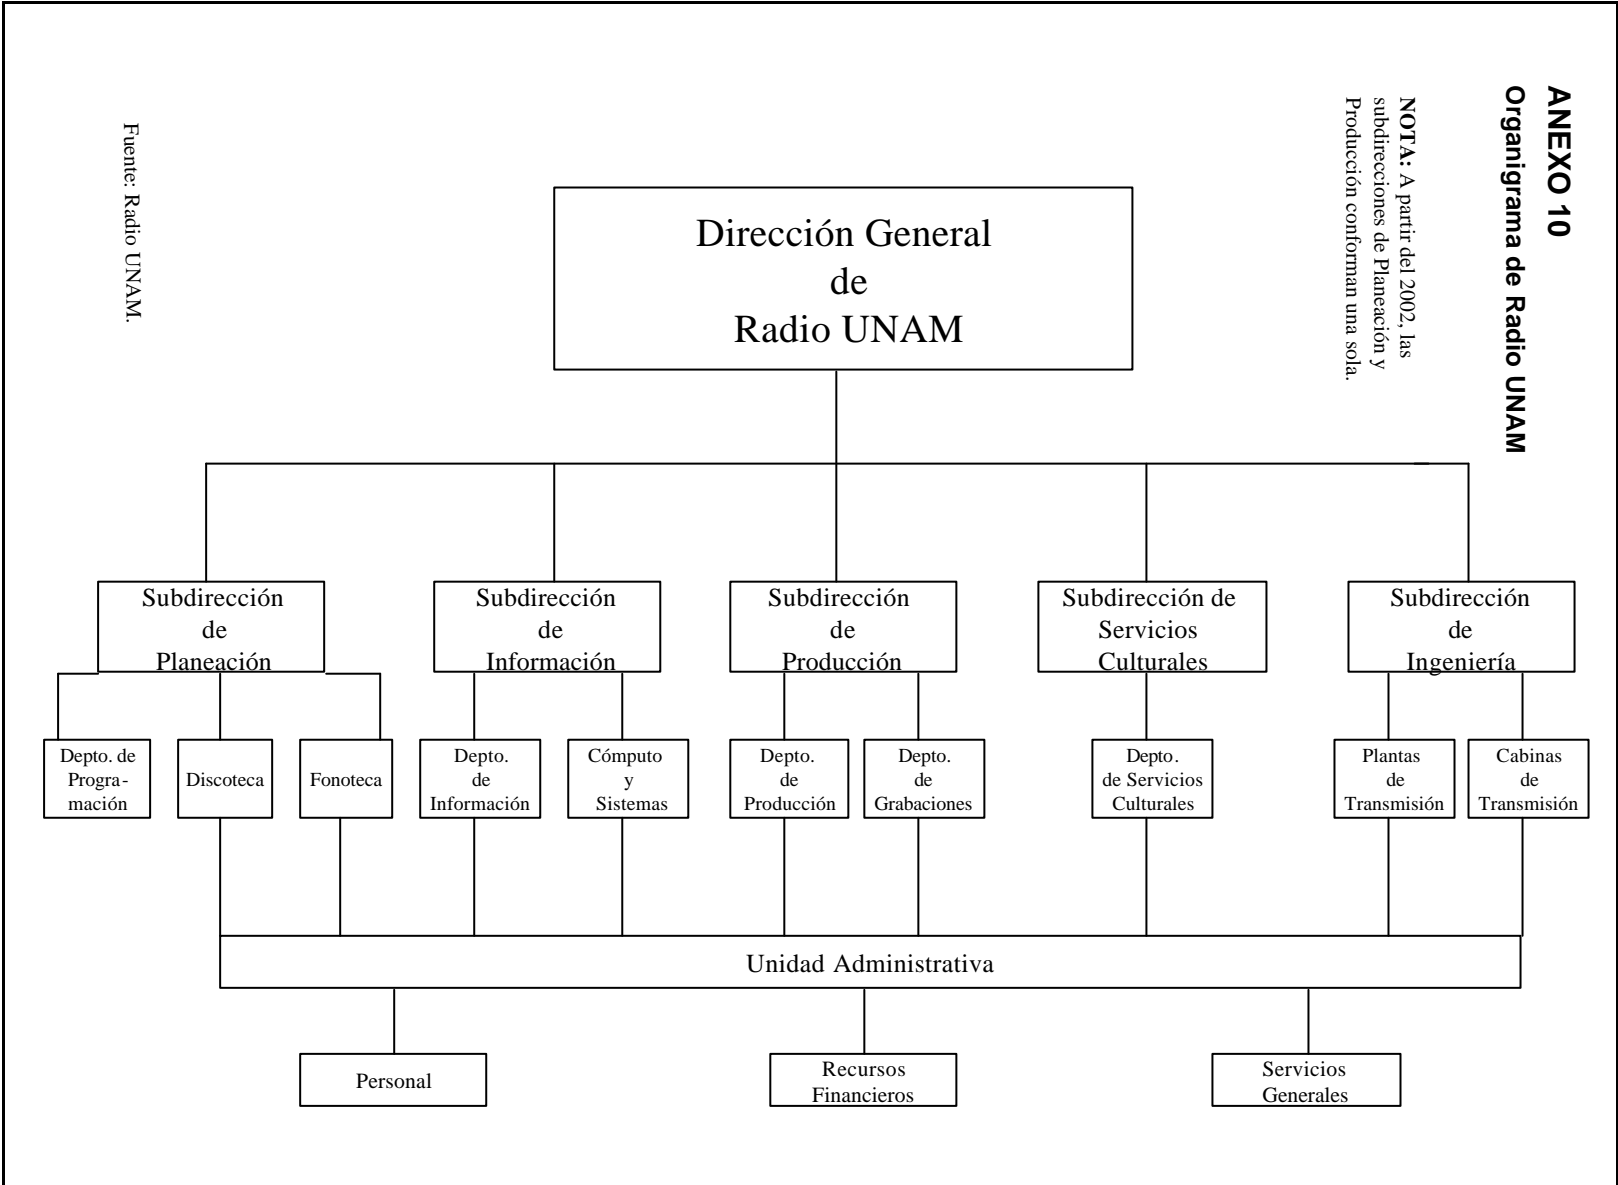 ANEXO 10
Organigrama de Radio UNAM
NOTA: A partir del 2002, las
subdirecciones de Planeación y
Producción conforman una sola.
Dirección General
de
Radio UNAM
Subdirección
de
Planeación
Subdirección
de
Información
Subdirección
de
Producción
Subdirección de
Servicios
Culturales
Subdirección
de
Ingeniería
Depto. de
Progra-
mación
Discoteca
Fonoteca
Depto.
de
Información
Cómputo
y
Sistemas
Depto.
de
Producción
Depto.
de
Grabaciones
Depto.
de Servicios
Culturales
Plantas
de
Transmisión
Cabinas
de
Transmisión
Unidad Administrativa
Personal
Recursos
Financieros
Servicios
Generales
Fuente: Radio UNAM.